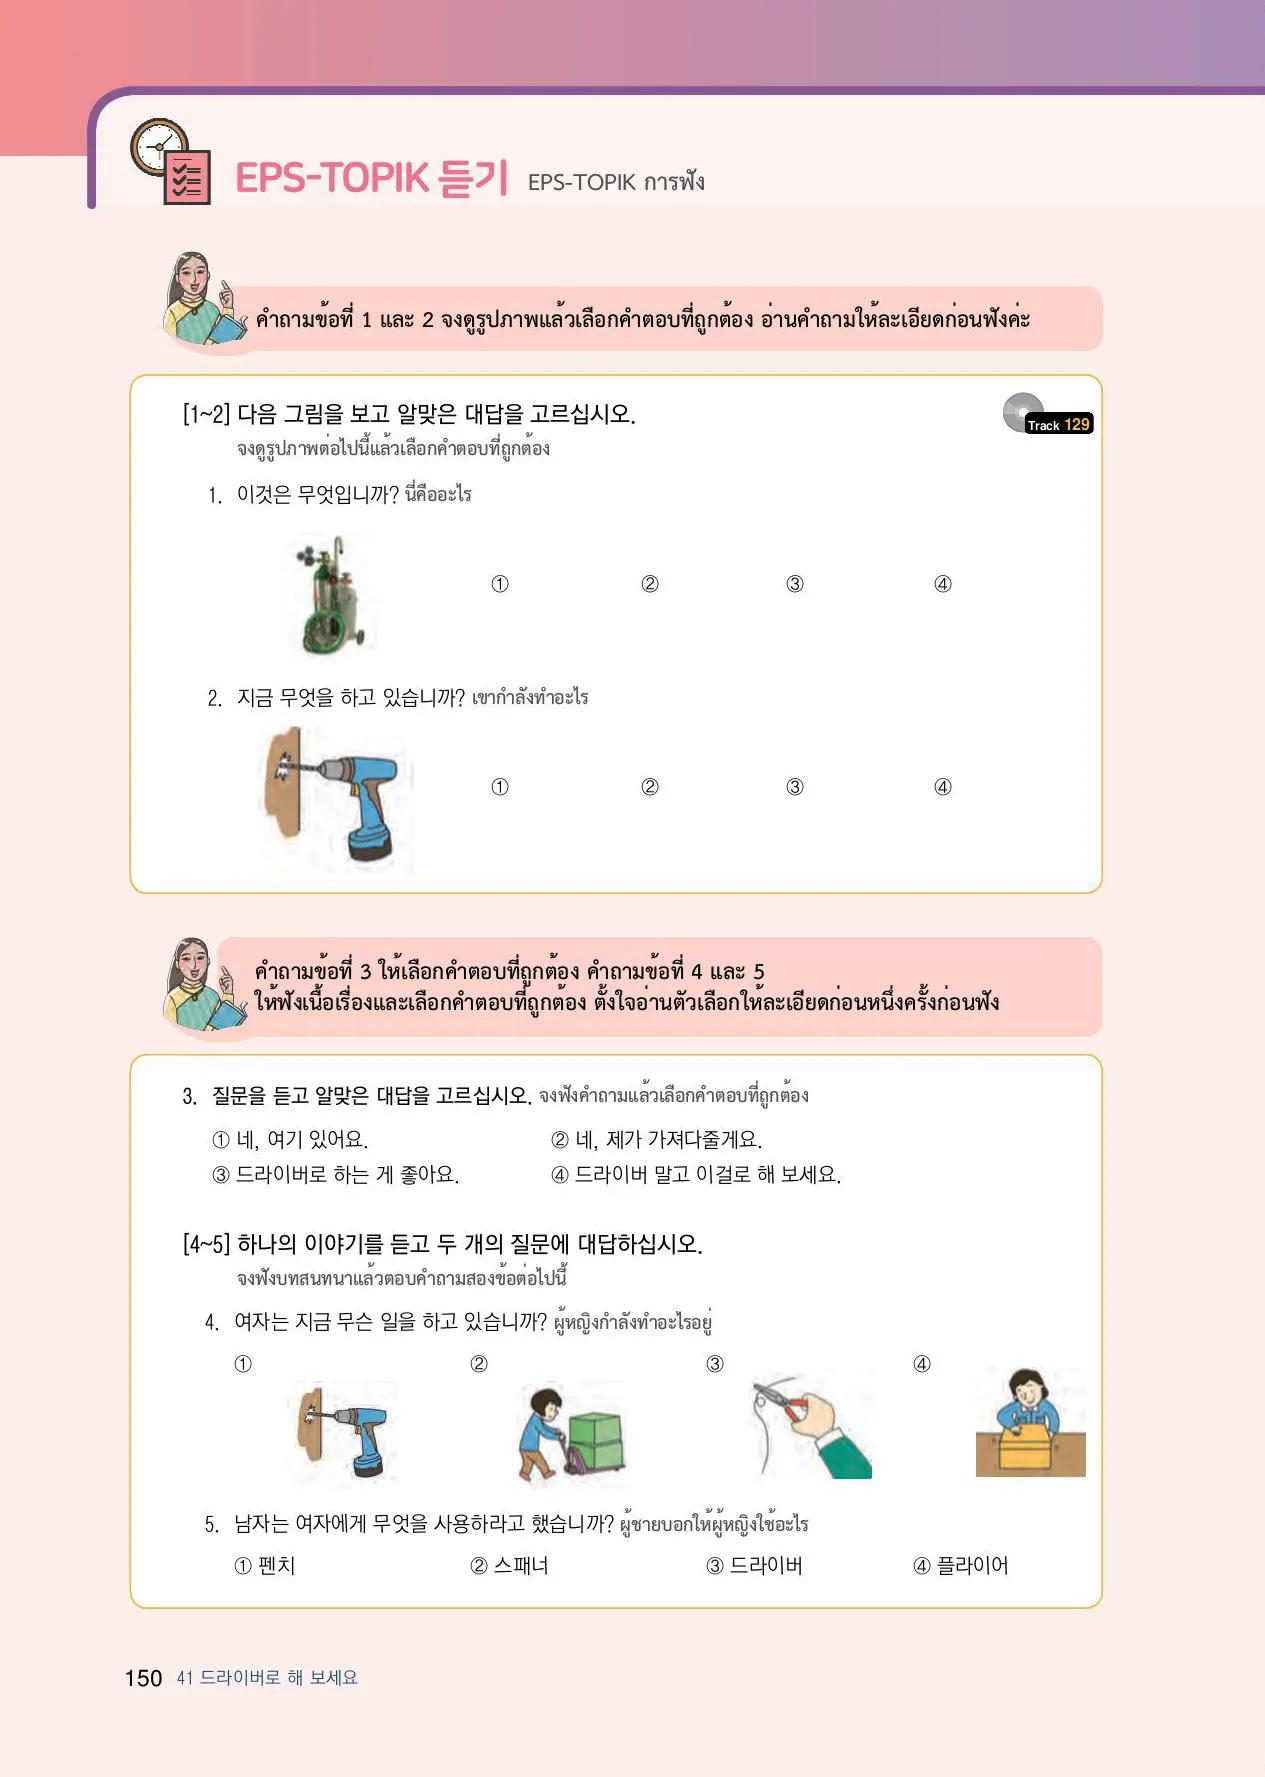 EPS-TOPIK 듣기 EPS-TOPIK การฟัง
คำถามข้อที่ 1 และ 2 จงดูรูปภาพแล้วเลือกคำตอบที่ถูกต้อง อ่านคำถามให้ละเอียดก่อนฟังค่ะ
[1~2] 다음 그림을 보고 알맞은 대답을 고르십시오.
Track 129
จงดูรูปภาพต่อไปนี้แล้วเลือกคำตอบที่ถูกต้อง
1. 이것은 무엇입니까? นี่คืออะไร
① ② ③ ④
2. 지금 무엇을 하고 있습니까? เขากำลังทำอะไร
① ② ③ ④
คำถามข้อที่ 3 ให้เลือกคำตอบที่ถูกต้อง คำถามข้อที่ 4 และ 5
ให้ฟังเนื้อเรื่องและเลือกคำตอบที่ถูกต้อง ตั้งใจอ่านตัวเลือกให้ละเอียดก่อนหนึ่งครั้งก่อนฟัง
3. 질문을 듣고 알맞은 대답을 고르십시오. จงฟังคำถามแล้วเลือกคำตอบที่ถูกต้อง
① 네, 여기 있어요. ② 네, 제가 가져다줄게요.
③ 드라이버로 하는 게 좋아요. ④ 드라이버 말고 이걸로 해 보세요.
[4~5] 하나의 이야기를 듣고 두 개의 질문에 대답하십시오.
จงฟังบทสนทนาแล้วตอบคำถามสองข้อต่อไปนี้
4. 여자는 지금 무슨 일을 하고 있습니까? ผู้หญิงกำลังทำอะไรอยู่
① ② ③ ④
5. 남자는 여자에게 무엇을 사용하라고 했습니까? ผู้ชายบอกให้ผู้หญิงใช้อะไร
① 펜치 ② 스패너 ③ 드라이버 ④ 플라이어
150 41 드라이버로 해 보세요